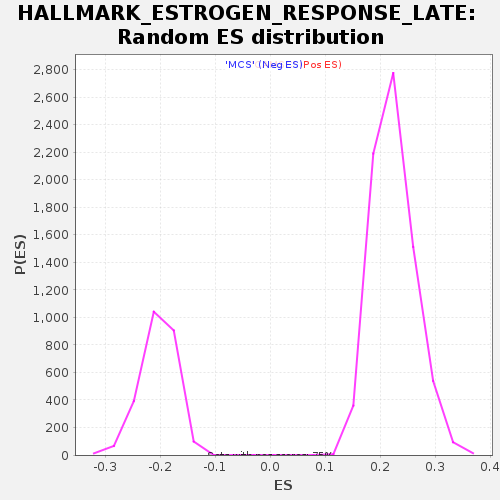 HALLMARK_ESTROGEN_RESPONSE_LATE:
Random ES distribution
'MCS' (Neg ES)Pos ES)
2,800
2,600
2,400
2,200
2,000
1,800
1,600
1,400
1,200
1,000
800
600
400
200
0
P(ES)
75%
-0.3 -0.2 -0.1 0.0 0.1 0.2 0.3 0.4
ES